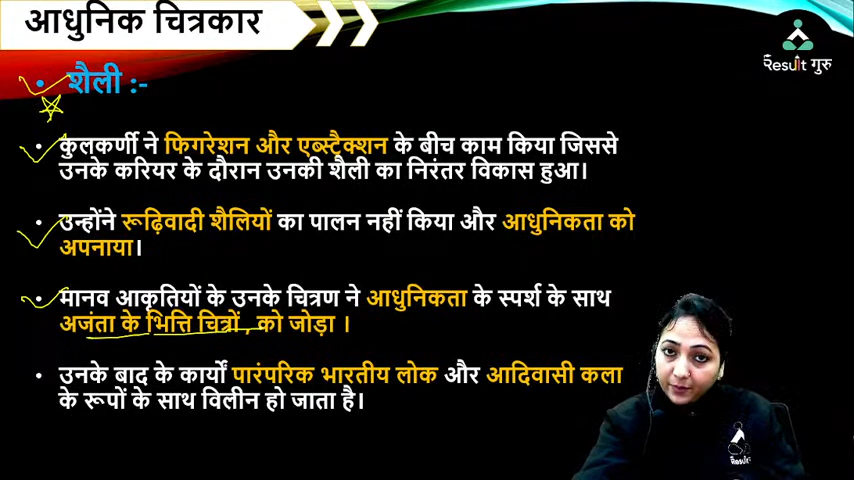 आधुनिक चित्रकार
Result गुरु
• शैली :-
• कुलकर्णी ने फिगरेशन और एब्स्ट्रैक्शन के बीच काम किया जिससे
उनके करियर के दौरान उनकी शैली का निरंतर विकास हुआ।
• उन्होंने रूढ़िवादी शैलियों का पालन नहीं किया और आधुनिकता को
अपनाया।
• मानव आकृतियों के उनके चित्रण ने आधुनिकता के स्पर्श के साथ
अजंता के भित्ति चित्रों , को जोड़ा ।
• उनके बाद के कार्यों पारंपरिक भारतीय लोक और आदिवासी कला
के रूपों के साथ विलीन हो जाता है।